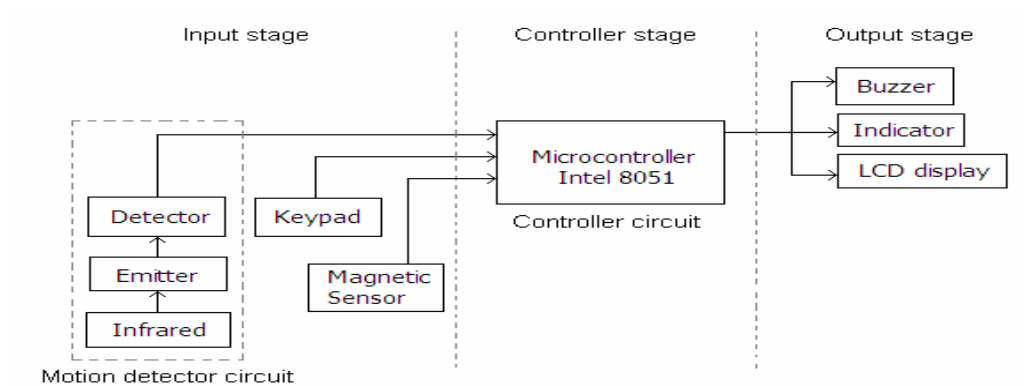 Input stage
Controller stage
Output stage
Buzzer
Indicator
LCD display
Microcontroller
Intel 8051
Controller circuit
Detector
Keypad
Emitter
Magnetic
Sensor
Infrared
Motion detector circuit